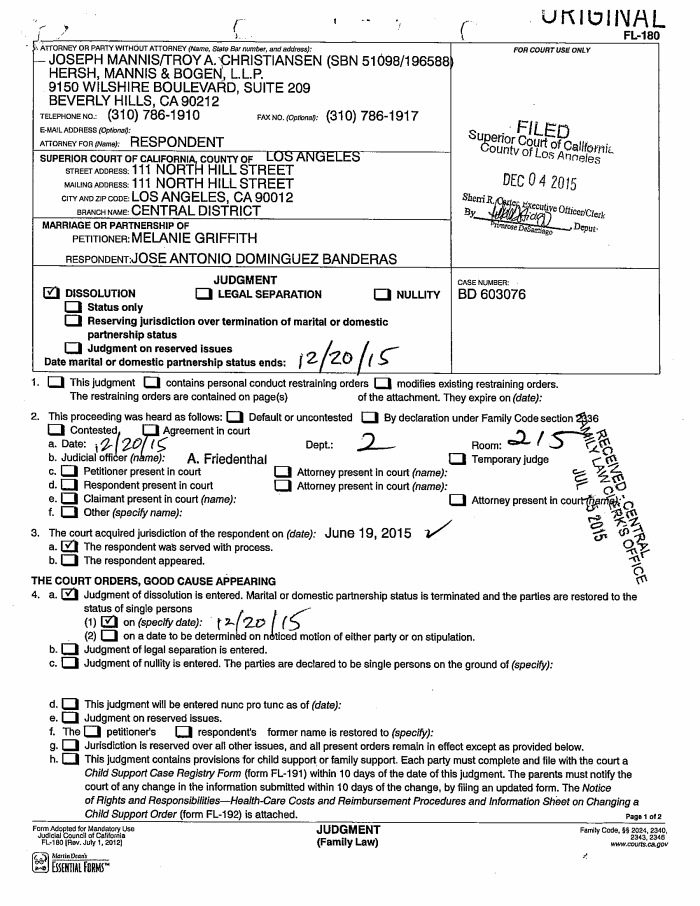 ORIGINAL
FL-180
ATTORNEY OR PARTY WITHOUT ATTORNEY (Name, State Bar number, and address):
JOSEPH MANNIS/TROY A. CHRISTIANSEN (SBN 51098/196588)
HERSH, MANNIS & BOGEN, L.L.P.
9150 WILSHIRE BOULEVARD, SUITE 209
BEVERLY HILLS, CA 90212
TELEPHONE NO.: (310) 786-1910 FAX NO. (Optional): (310) 786-1917
E-MAIL ADDRESS (Optional):
ATTORNEY FOR (Name): RESPONDENT
FOR COURT USE ONLY
FILED
Superior Court of California
County of Los Angeles
DEC 04 2015
Sherri R. Carter, Executive Officer/Clerk
By Deputy
Primrose DeSantiago
SUPERIOR COURT OF CALIFORNIA, COUNTY OF LOS ANGELES
STREET ADDRESS: 111 NORTH HILL STREET
MAILING ADDRESS: 111 NORTH HILL STREET
CITY AND ZIP CODE: LOS ANGELES, CA 90012
BRANCH NAME: CENTRAL DISTRICT
MARRIAGE OR PARTNERSHIP OF
PETITIONER: MELANIE GRIFFITH
RESPONDENT: JOSE ANTONIO DOMINGUEZ BANDERAS
JUDGMENT
DISSOLUTION LEGAL SEPARATION NULLITY
Status only
Reserving jurisdiction over termination of marital or domestic
partnership status
Judgment on reserved issues
Date marital or domestic partnership status ends: 12/20/15
CASE NUMBER:
BD 603076
1. This judgment contains personal conduct restraining orders modifies existing restraining orders.
The restraining orders are contained on page(s) of the attachment. They expire on (date):
2. This proceeding was heard as follows: Default or uncontested By declaration under Family Code section 2336
Contested Agreement in court
a. Date: 12/20/15 Dept.: 2 Room: 215
b. Judicial officer (name): A. Friedenthal Temporary judge
c. Petitioner present in court Attorney present in court (name):
d. Respondent present in court Attorney present in court (name):
e. Claimant present in court (name): Attorney present in court (name):
f. Other (specify name):
RECEIVED - CENTRAL
FAMILY LAW CLERK'S OFFICE
JUL 15 2015
3. The court acquired jurisdiction of the respondent on (date): June 19, 2015
a. The respondent was served with process.
b. The respondent appeared.
THE COURT ORDERS, GOOD CAUSE APPEARING
4. a. Judgment of dissolution is entered. Marital or domestic partnership status is terminated and the parties are restored to the
status of single persons
(1) on (specify date): 12/20/15
(2) on a date to be determined on noticed motion of either party or on stipulation.
b. Judgment of legal separation is entered.
c. Judgment of nullity is entered. The parties are declared to be single persons on the ground of (specify):
d. This judgment will be entered nunc pro tunc as of (date):
e. Judgment on reserved issues.
f. The petitioner's respondent's former name is restored to (specify):
g. Jurisdiction is reserved over all other issues, and all present orders remain in effect except as provided below.
h. This judgment contains provisions for child support or family support. Each party must complete and file with the court a
Child Support Case Registry Form (form FL-191) within 10 days of the date of this judgment. The parents must notify the
court of any change in the information submitted within 10 days of the change, by filing an updated form. The Notice
of Rights and Responsibilities—Health-Care Costs and Reimbursement Procedures and Information Sheet on Changing a
Child Support Order (form FL-192) is attached.
Page 1 of 2
Form Adopted for Mandatory Use
Judicial Council of California
FL-180 [Rev. July 1, 2012]
JUDGMENT
(Family Law)
Family Code, §§ 2024, 2340,
2343, 2346
www.courts.ca.gov
Martin Dean's
ESSENTIAL FORMS™